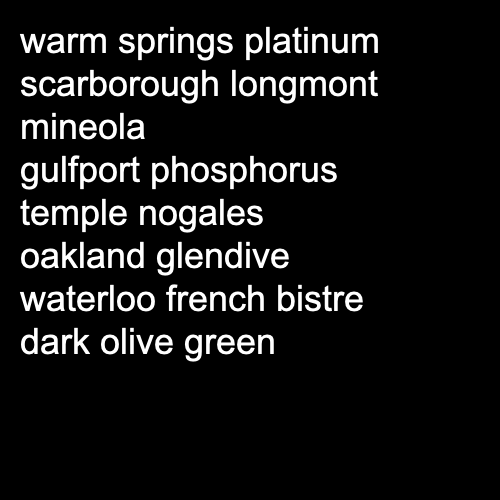 warm springs platinum
scarborough longmont
mineola
gulfport phosphorus
temple nogales
oakland glendive
waterloo french bistre
dark olive green